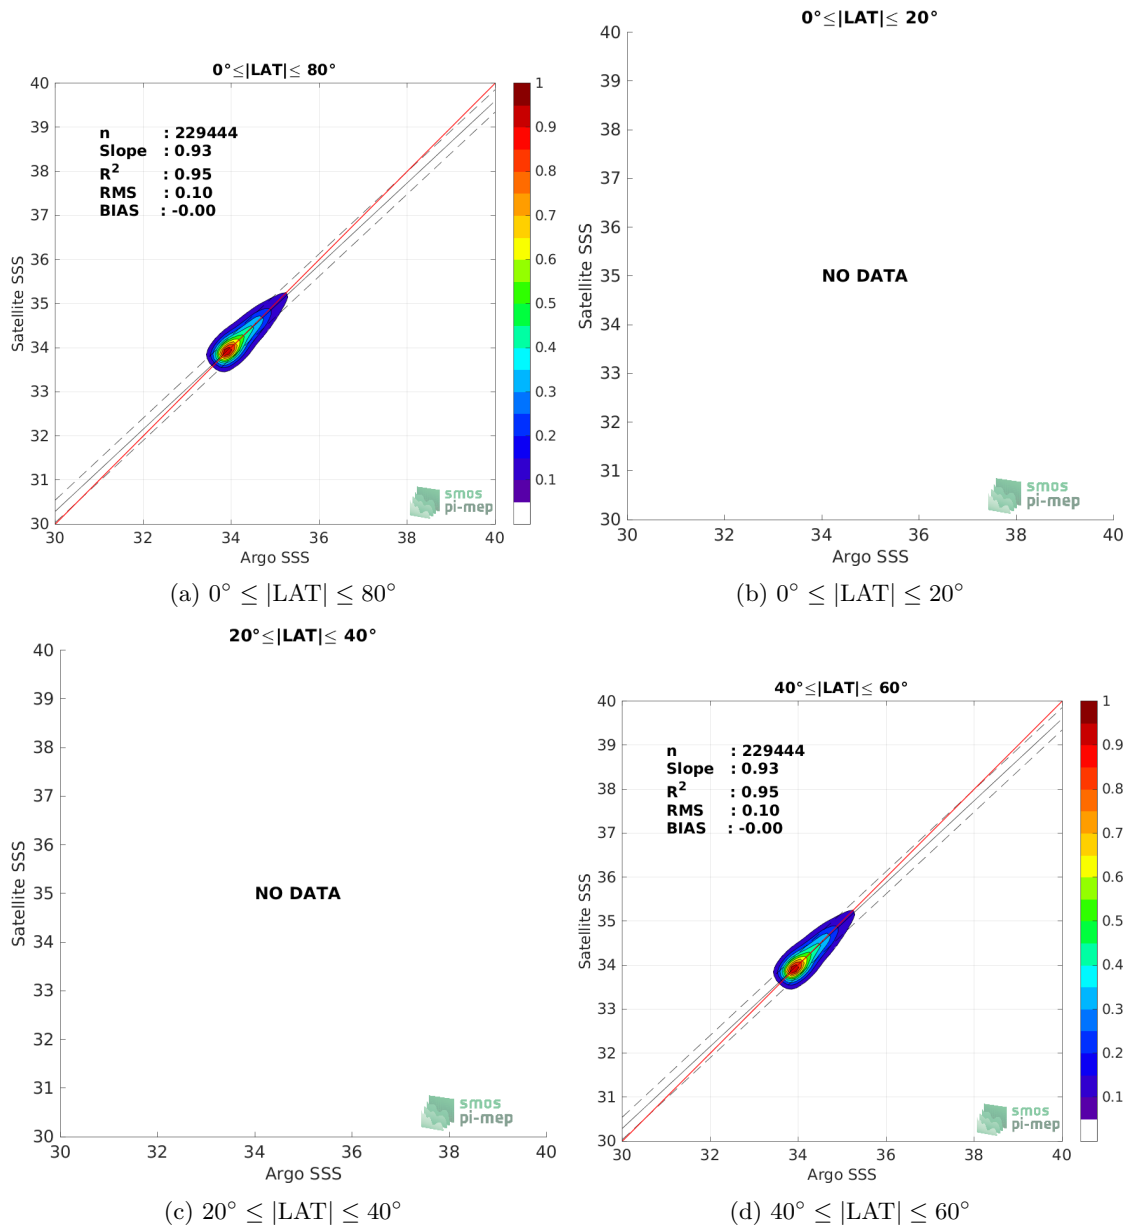 0°≤|LAT|≤ 80°
40
39
38
37
36
35
34
33
32
31
30
Satellite SSS
n : 229444
Slope : 0.93
R2 : 0.95
RMS : 0.10
BIAS : -0.00
smos
pi-mep
30 32 34 36 38 40
Argo SSS
1
0.9
0.8
0.7
0.6
0.5
0.4
0.3
0.2
0.1
(a) 0° ≤ |LAT| ≤ 80°
0°≤|LAT|≤ 20°
40
39
38
37
36
35
34
33
32
31
30
Satellite SSS
NO DATA
smos
pi-mep
30 32 34 36 38 40
Argo SSS
(b) 0° ≤ |LAT| ≤ 20°
20°≤|LAT|≤ 40°
40
39
38
37
36
35
34
33
32
31
30
Satellite SSS
NO DATA
smos
pi-mep
30 32 34 36 38 40
Argo SSS
(c) 20° ≤ |LAT| ≤ 40°
40°≤|LAT|≤ 60°
40
39
38
37
36
35
34
33
32
31
30
Satellite SSS
n : 229444
Slope : 0.93
R2 : 0.95
RMS : 0.10
BIAS : -0.00
smos
pi-mep
30 32 34 36 38 40
Argo SSS
1
0.9
0.8
0.7
0.6
0.5
0.4
0.3
0.2
0.1
(d) 40° ≤ |LAT| ≤ 60°